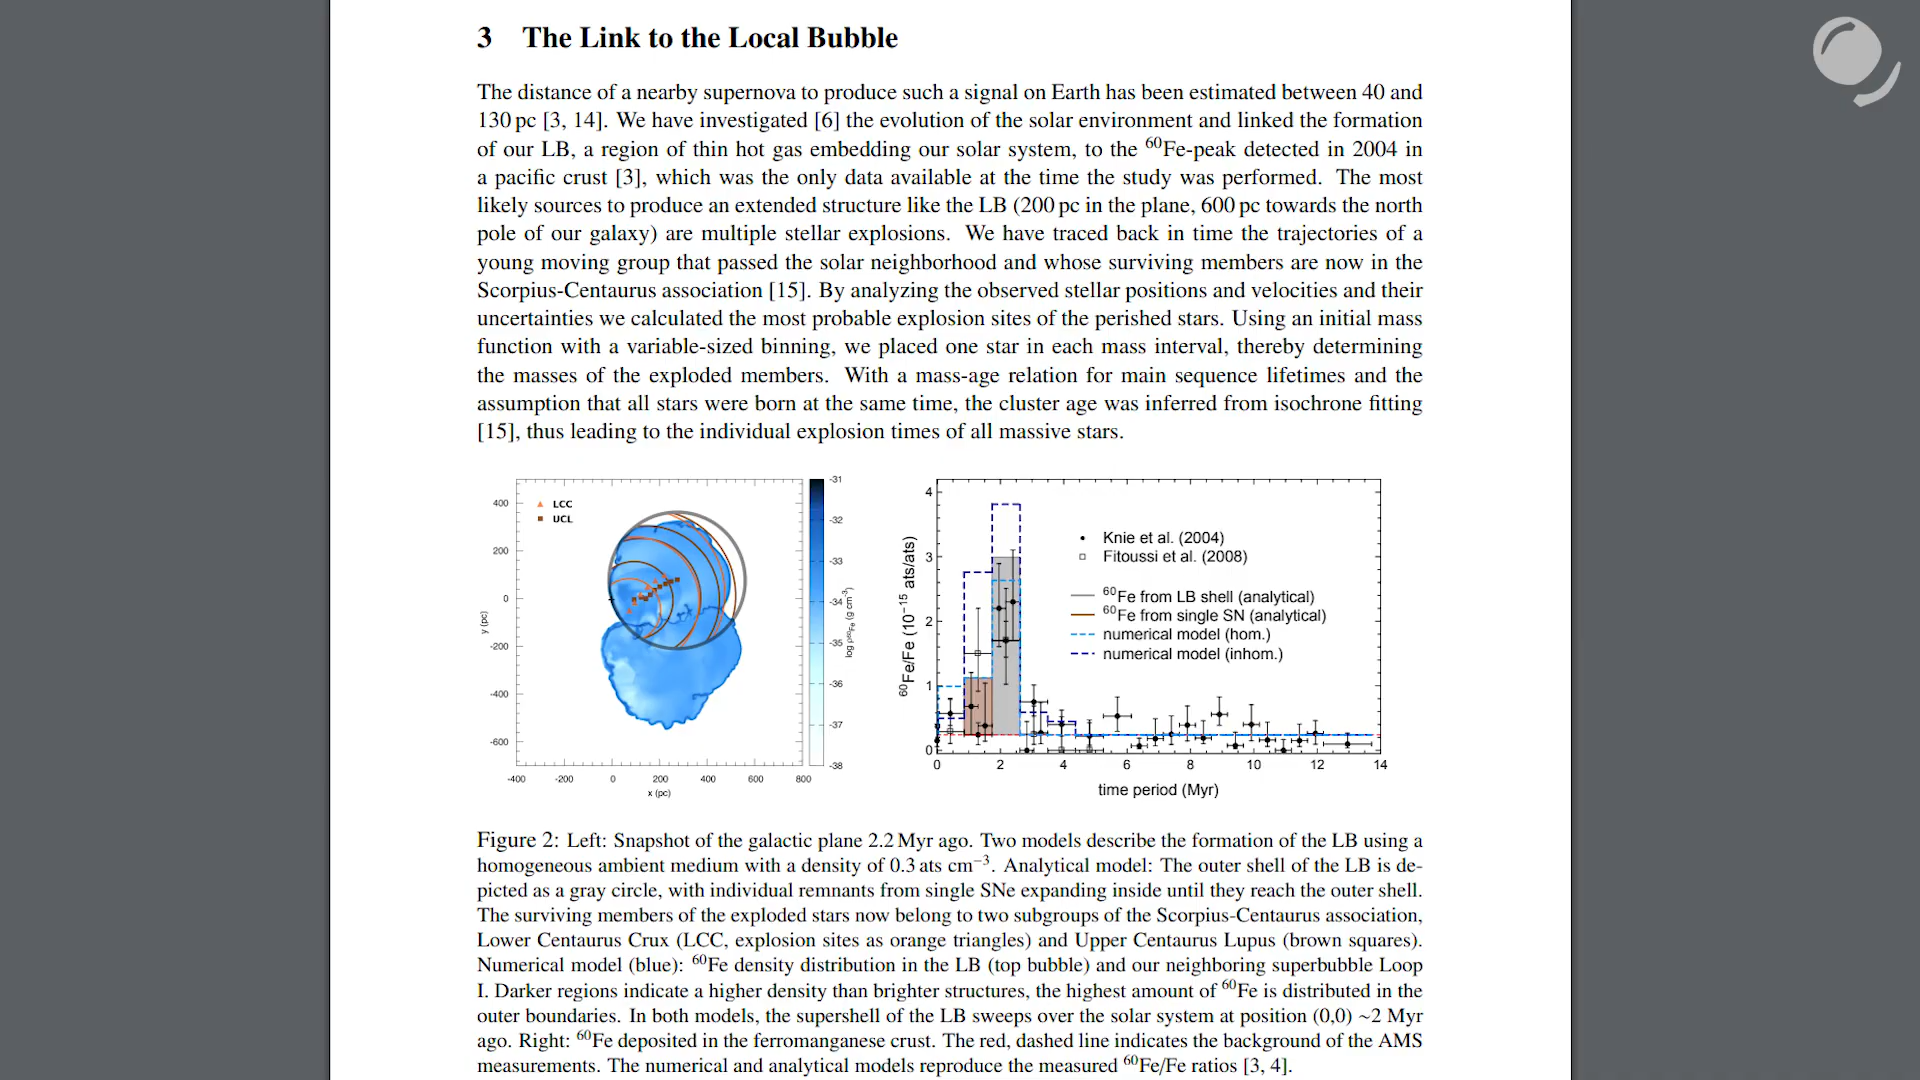 3 The Link to the Local Bubble
The distance of a nearby supernova to produce such a signal on Earth has been estimated between 40 and
130 pc [3, 14]. We have investigated [6] the evolution of the solar environment and linked the formation
of our LB, a region of thin hot gas embedding our solar system, to the ⁶⁰Fe-peak detected in 2004 in
a pacific crust [3], which was the only data available at the time the study was performed. The most
likely sources to produce an extended structure like the LB (200 pc in the plane, 600 pc towards the north
pole of our galaxy) are multiple stellar explosions. We have traced back in time the trajectories of a
young moving group that passed the solar neighborhood and whose surviving members are now in the
Scorpius-Centaurus association [15]. By analyzing the observed stellar positions and velocities and their
uncertainties we calculated the most probable explosion sites of the perished stars. Using an initial mass
function with a variable-sized binning, we placed one star in each mass interval, thereby determining
the masses of the exploded members. With a mass-age relation for main sequence lifetimes and the
assumption that all stars were born at the same time, the cluster age was inferred from isochrone fitting
[15], thus leading to the individual explosion times of all massive stars.
LCC
UCL
400
200
0
-200
-400
-600
y (pc)
-400 -200 0 200 400 600 800
x (pc)
-31
-32
-33
-34
-35
-36
-37
-38
log ρ⁶⁰Fe (g cm⁻³)
4
3
2
1
0
⁶⁰Fe/Fe (10⁻¹⁵ ats/ats)
Knie et al. (2004)
Fitoussi et al. (2008)
⁶⁰Fe from LB shell (analytical)
⁶⁰Fe from single SN (analytical)
numerical model (hom.)
numerical model (inhom.)
0 2 4 6 8 10 12 14
time period (Myr)
Figure 2: Left: Snapshot of the galactic plane 2.2 Myr ago. Two models describe the formation of the LB using a
homogeneous ambient medium with a density of 0.3 ats cm⁻³. Analytical model: The outer shell of the LB is de-
picted as a gray circle, with individual remnants from single SNe expanding inside until they reach the outer shell.
The surviving members of the exploded stars now belong to two subgroups of the Scorpius-Centaurus association,
Lower Centaurus Crux (LCC, explosion sites as orange triangles) and Upper Centaurus Lupus (brown squares).
Numerical model (blue): ⁶⁰Fe density distribution in the LB (top bubble) and our neighboring superbubble Loop
I. Darker regions indicate a higher density than brighter structures, the highest amount of ⁶⁰Fe is distributed in the
outer boundaries. In both models, the supershell of the LB sweeps over the solar system at position (0,0) ~2 Myr
ago. Right: ⁶⁰Fe deposited in the ferromanganese crust. The red, dashed line indicates the background of the AMS
measurements. The numerical and analytical models reproduce the measured ⁶⁰Fe/Fe ratios [3, 4].